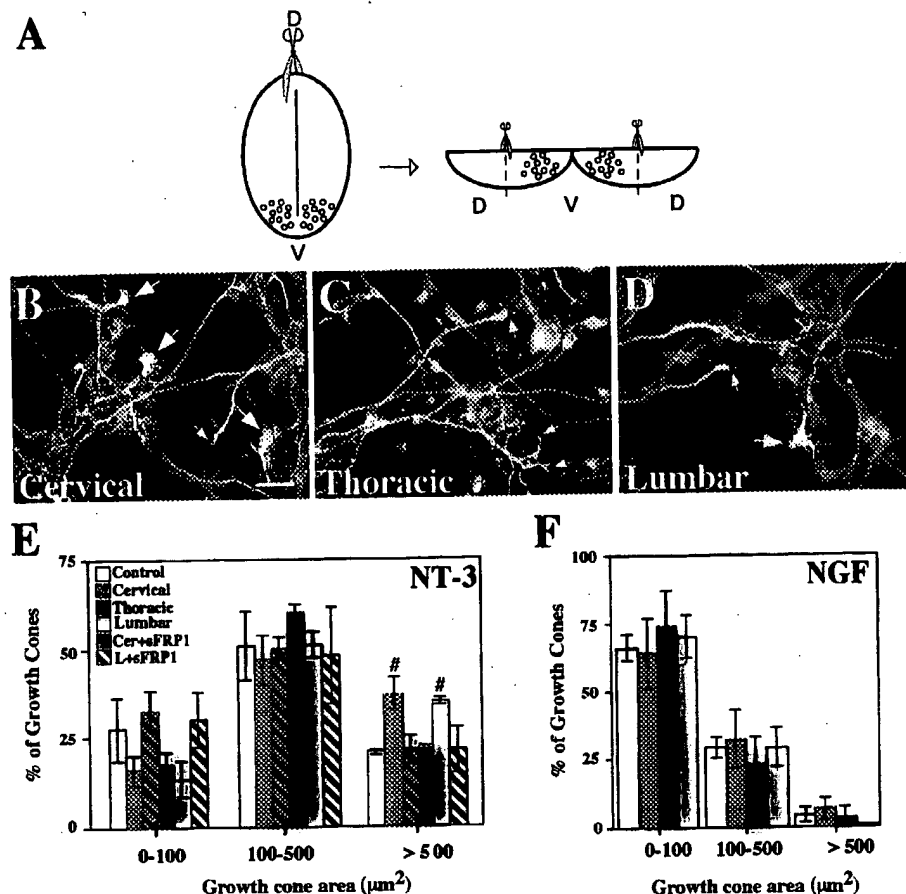 A
D
V
D V D
B
Cervical
C
Thoracic
D
Lumbar
E
NT-3
75
50
25
0
% of Growth Cones
Control
Cervical
Thoracic
Lumbar
Cer+sFRP1
L+sFRP1
# #
0-100 100-500 > 500
Growth cone area (μm²)
F
NGF
100
75
50
25
0
% of Growth Cones
0-100 100-500 > 500
Growth cone area (μm²)